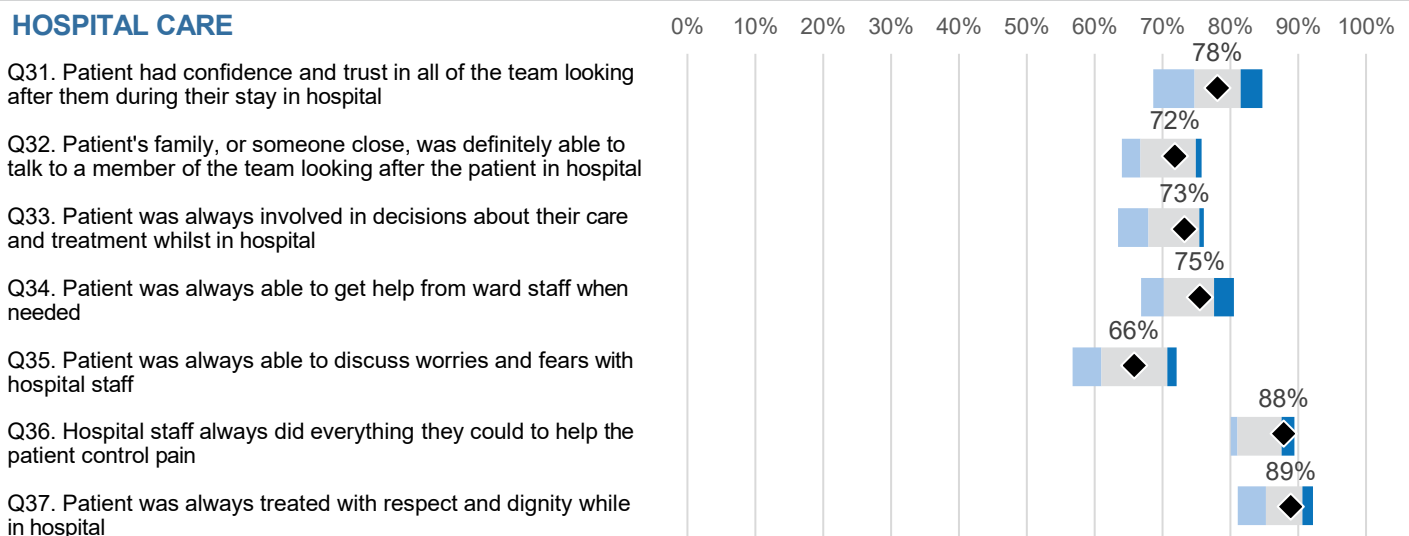 HOSPITAL CARE
0% 10% 20% 30% 40% 50% 60% 70% 80% 90% 100%
78%
Q31. Patient had confidence and trust in all of the team looking
after them during their stay in hospital
72%
Q32. Patient's family, or someone close, was definitely able to
talk to a member of the team looking after the patient in hospital
73%
Q33. Patient was always involved in decisions about their care
and treatment whilst in hospital
75%
Q34. Patient was always able to get help from ward staff when
needed
66%
Q35. Patient was always able to discuss worries and fears with
hospital staff
88%
Q36. Hospital staff always did everything they could to help the
patient control pain
89%
Q37. Patient was always treated with respect and dignity while
in hospital